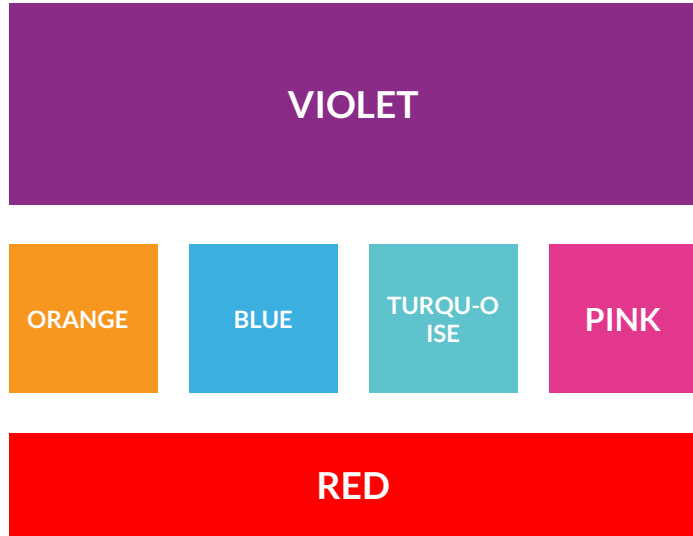 VIOLET
ORANGE
BLUE
TURQU-O
ISE
PINK
RED